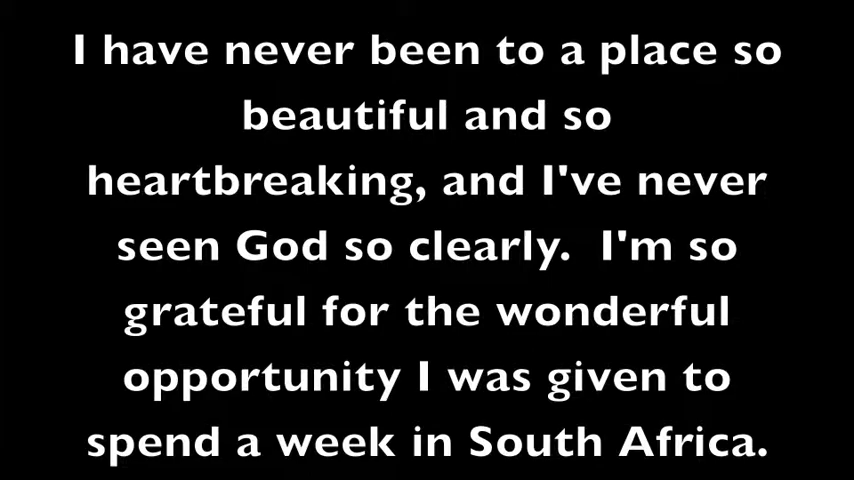 I have never been to a place so
beautiful and so
heartbreaking, and I've never
seen God so clearly.  I'm so
grateful for the wonderful
opportunity I was given to
spend a week in South Africa.